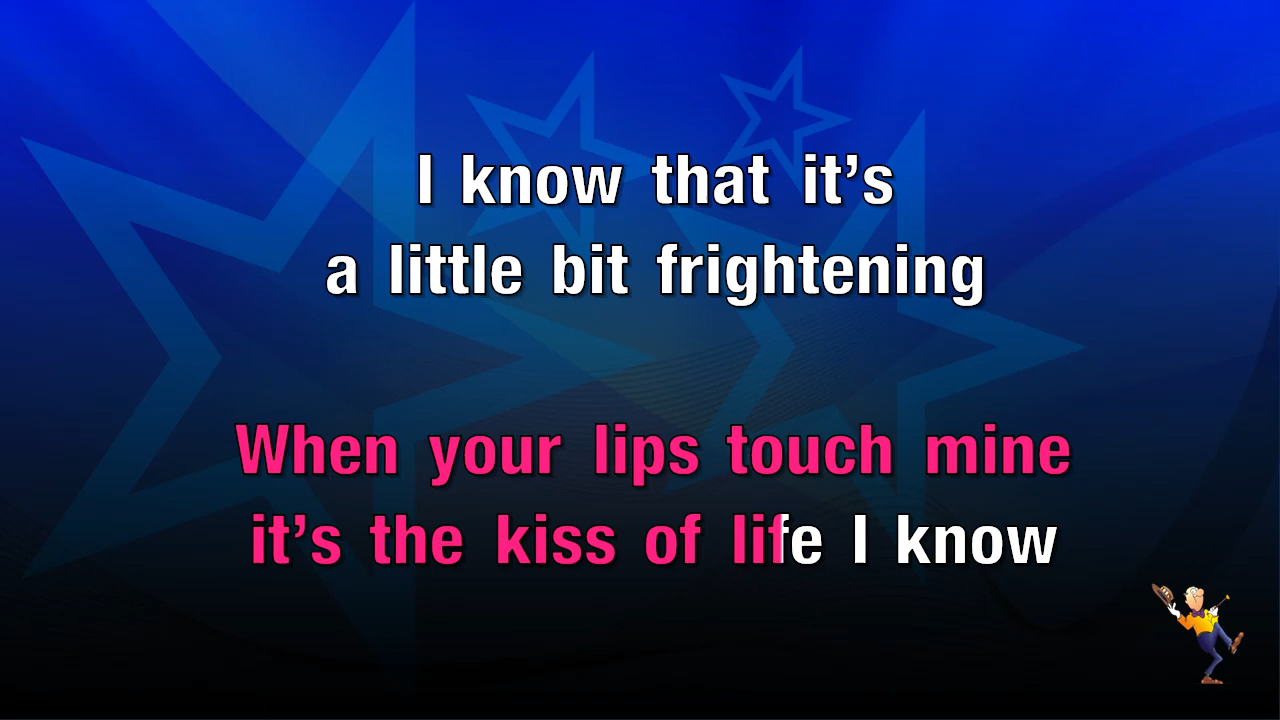 I know that it’s
a little bit frightening
When your lips touch mine
it’s the kiss of life I know